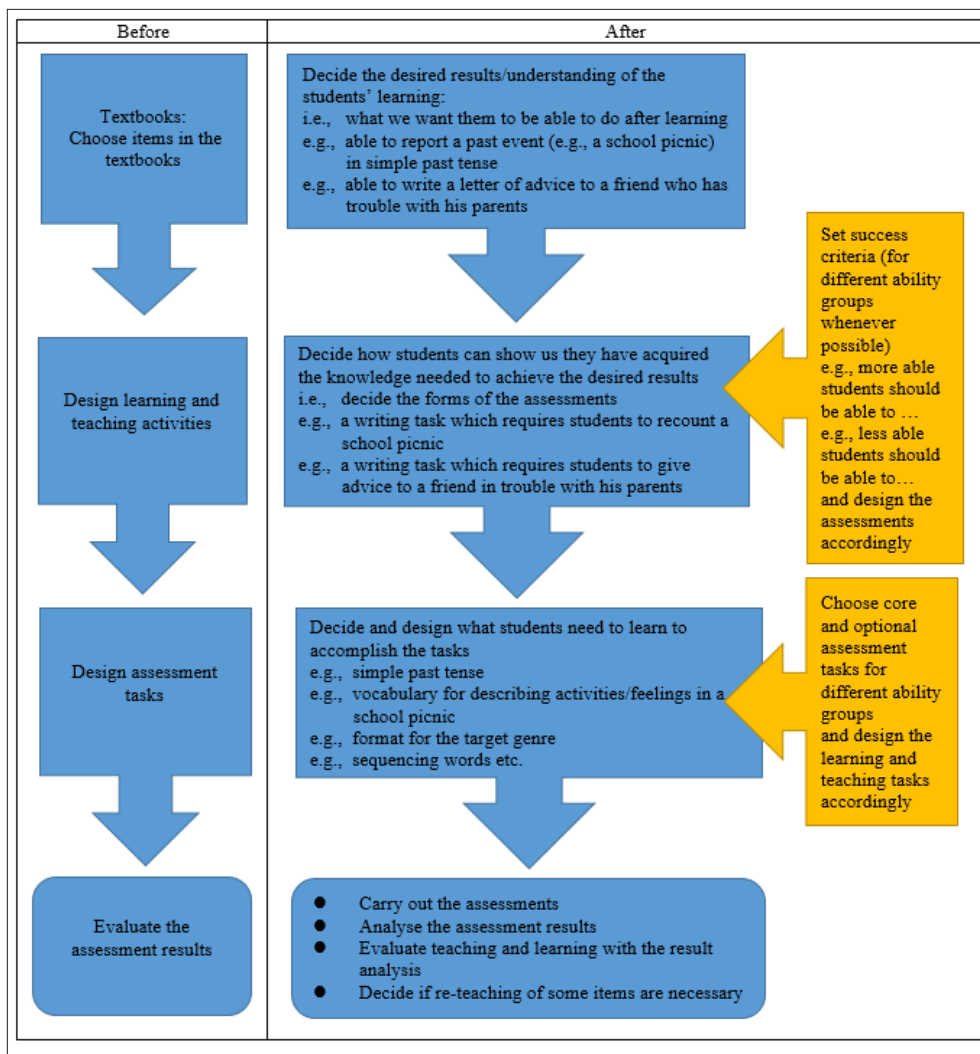 Before
After
Textbooks:
Choose items in the
textbooks
Design learning and
teaching activities
Design assessment
tasks
Evaluate the
assessment results
Decide the desired results/understanding of the
students’ learning:
i.e., what we want them to be able to do after learning
e.g., able to report a past event (e.g., a school picnic)
in simple past tense
e.g., able to write a letter of advice to a friend who has
trouble with his parents
Decide how students can show us they have acquired
the knowledge needed to achieve the desired results
i.e., decide the forms of the assessments
e.g., a writing task which requires students to recount a
school picnic
e.g., a writing task which requires students to give
advice to a friend in trouble with his parents
Set success
criteria (for
different ability
groups
whenever
possible)
e.g., more able
students should
be able to …
e.g., less able
students should
be able to…
and design the
assessments
accordingly
Decide and design what students need to learn to
accomplish the tasks
e.g., simple past tense
e.g., vocabulary for describing activities/feelings in a
school picnic
e.g., format for the target genre
e.g., sequencing words etc.
Choose core
and optional
assessment
tasks for
different ability
groups
and design the
learning and
teaching tasks
accordingly
● Carry out the assessments
● Analyse the assessment results
● Evaluate teaching and learning with the result
analysis
● Decide if re-teaching of some items are necessary